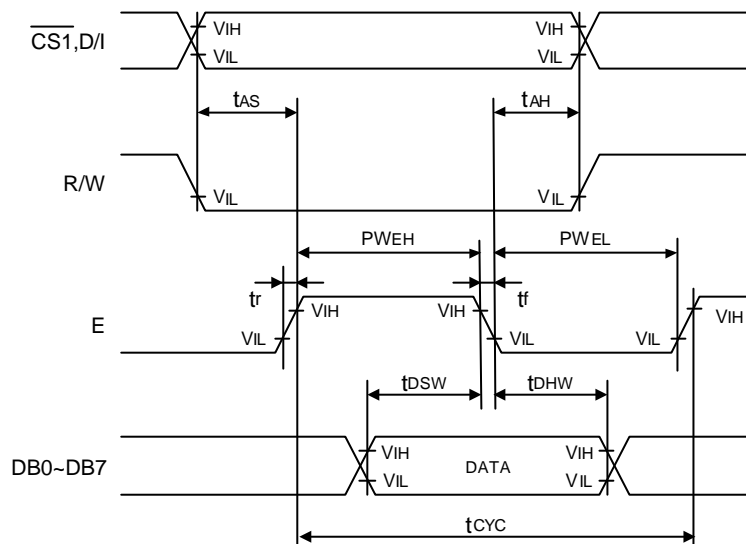 CS1,D/I VIH VIH
VIL VIL
tAS tAH
R/W VIL VIL
PWEH PWEL
tr tf
E VIH VIH VIH
VIL VIL VIL
tDSW tDHW
VIH VIH
DB0~DB7 DATA
VIL VIL
tCYC